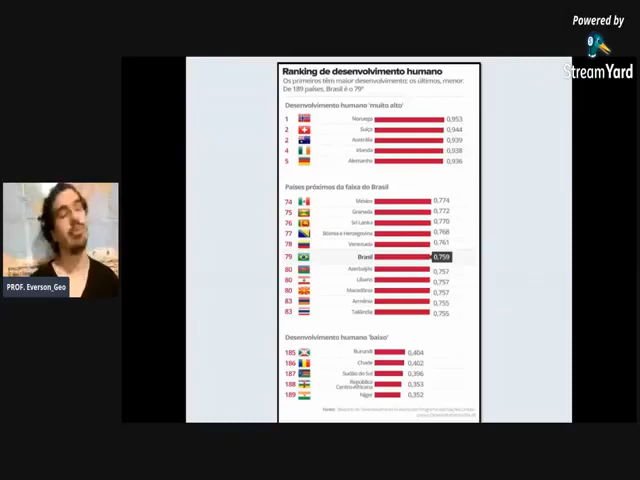 Powered by
StreamYard
Ranking de desenvolvimento humano
Os primeiros têm maior desenvolvimento; os últimos, menor.
De 189 países, Brasil é o 79º
Desenvolvimento humano 'muito alto'
1 Noruega 0,953
2 Suíça 0,944
2 Austrália 0,939
4 Irlanda 0,938
5 Alemanha 0,936
Países próximos da faixa do Brasil
74 México 0,774
75 Granada 0,772
76 Sri Lanka 0,770
77 Bósnia e Herzegovina 0,768
78 Venezuela 0,761
79 Brasil 0,759
80 Azerbaijão 0,757
80 Líbano 0,757
80 Macedônia 0,757
83 Armênia 0,755
83 Tailândia 0,755
PROF. Everson_Geo
Desenvolvimento humano 'baixo'
185 Burundi 0,404
186 Chade 0,402
187 Sudão do Sul 0,396
188 República Centro-Africana 0,353
189 Níger 0,352
Fonte: